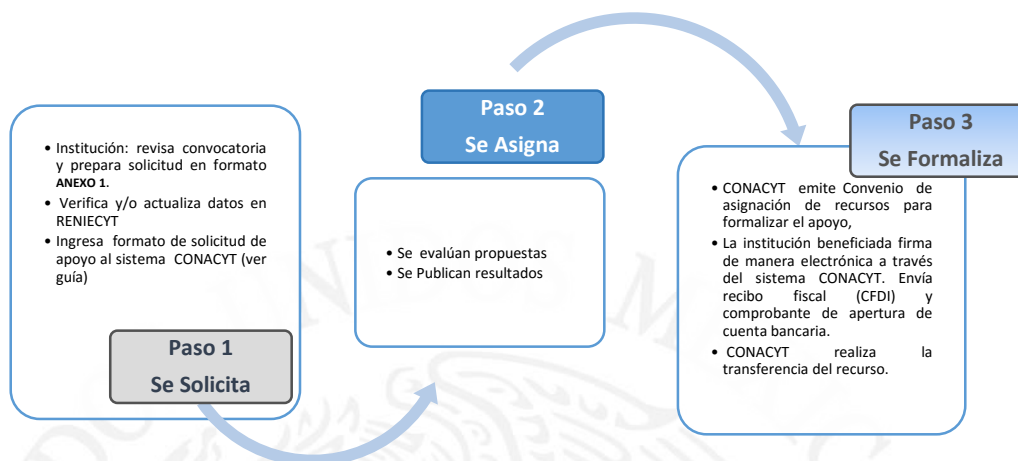 • Institución: revisa convocatoria
y prepara solicitud en formato
ANEXO 1.
• Verifica y/o actualiza datos en
RENIECYT
• Ingresa formato de solicitud de
apoyo al sistema CONACYT (ver
guía)
Paso 1
Se Solicita
Paso 2
Se Asigna
• Se evalúan propuestas
• Se Publican resultados
Paso 3
Se Formaliza
• CONACYT emite Convenio de
asignación de recursos para
formalizar el apoyo,
• La institución beneficiada firma
de manera electrónica a través
del sistema CONACYT. Envía
recibo fiscal (CFDI) y
comprobante de apertura de
cuenta bancaria.
• CONACYT realiza la
transferencia del recurso.